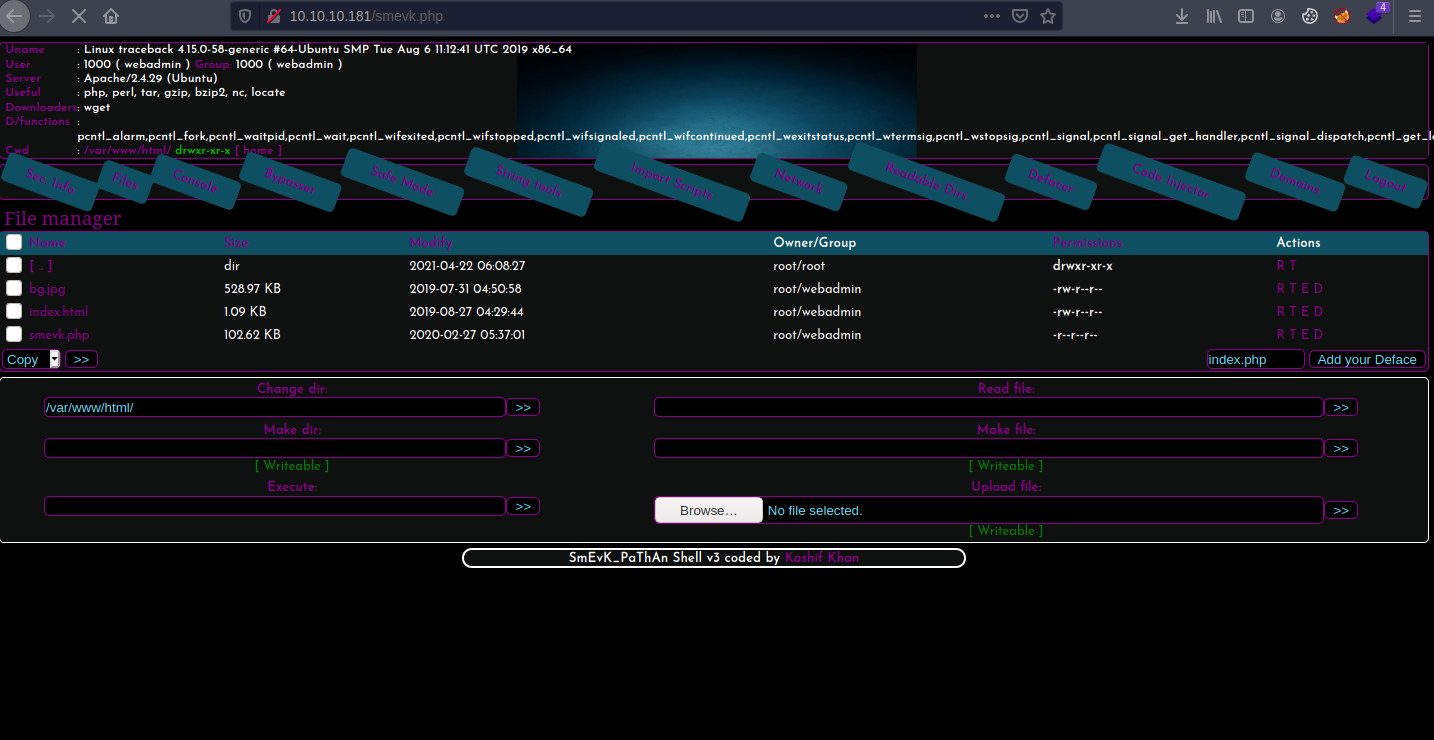 10.10.10.181/smevk.php
4
Uname : Linux traceback 4.15.0-58-generic #64-Ubuntu SMP Tue Aug 6 11:12:41 UTC 2019 x86_64
User : 1000 ( webadmin ) Group: 1000 ( webadmin )
Server : Apache/2.4.29 (Ubuntu)
Useful : php, perl, tar, gzip, bzip2, nc, locate
Downloaders: wget
D/functions :
pcntl_alarm,pcntl_fork,pcntl_waitpid,pcntl_wait,pcntl_wifexited,pcntl_wifstopped,pcntl_wifsignaled,pcntl_wifcontinued,pcntl_wexitstatus,pcntl_wtermsig,pcntl_wstopsig,pcntl_signal,pcntl_signal_get_handler,pcntl_signal_dispatch,pcntl_get_l
Cwd : /var/www/html/ drwxr-xr-x [ home ]
Sec. Info Files Console Bypasser Safe Mode String tools Import Scripts Network Readable Dirs Defacer Code Injector Domains Logout
File manager
Name Size Modify Owner/Group Permissions Actions
[ .. ] dir 2021-04-22 06:08:27 root/root drwxr-xr-x R T
bg.jpg 528.97 KB 2019-07-31 04:50:58 root/webadmin -rw-r--r-- R T E D
index.html 1.09 KB 2019-08-27 04:29:44 root/webadmin -rw-r--r-- R T E D
smevk.php 102.62 KB 2020-02-27 05:37:01 root/webadmin -r--r--r-- R T E D
Copy >> index.php Add your Deface
Change dir: Read file:
/var/www/html/ >> >>
Make dir: Make file:
>> >>
[ Writeable ] [ Writeable ]
Execute: Upload file:
>> Browse… No file selected. >>
[ Writeable ]
SmEvK_PaThAn Shell v3 coded by Kashif Khan